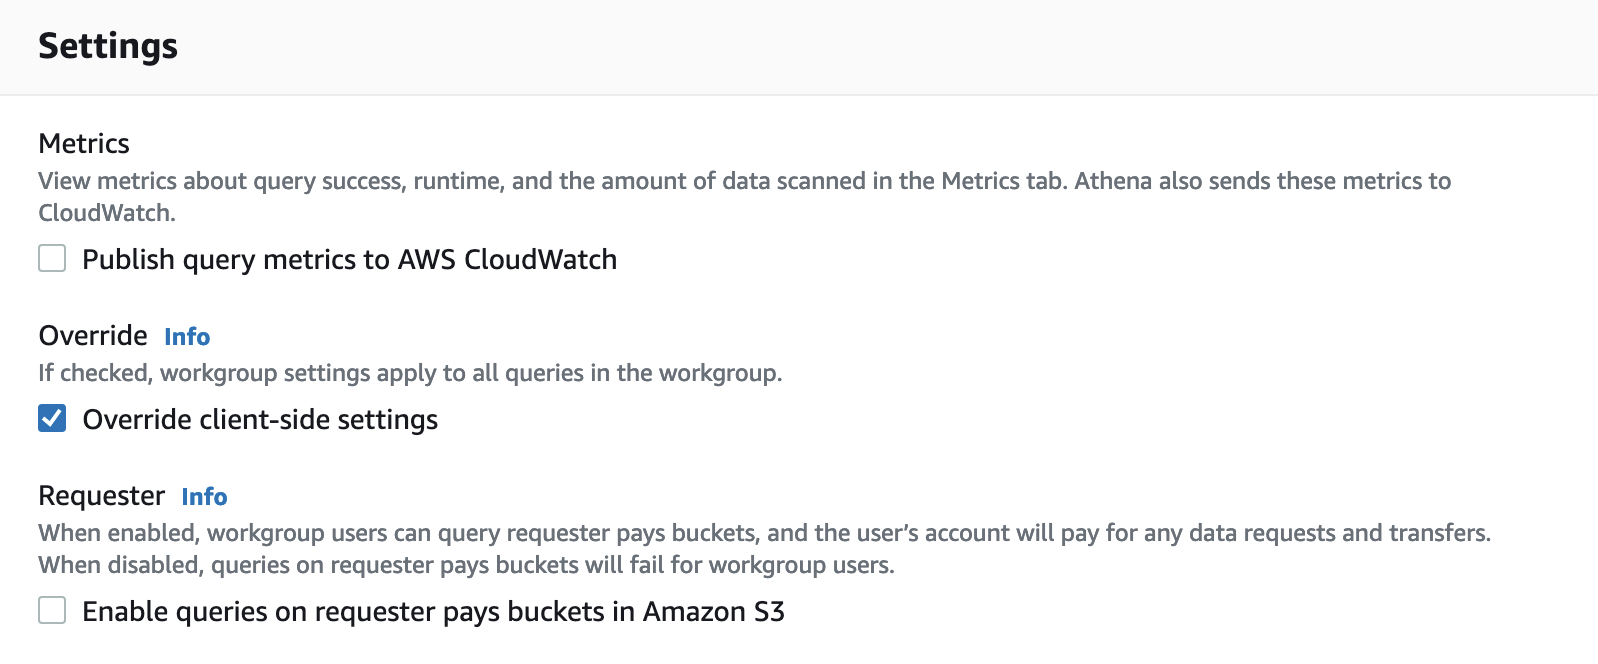 Settings
Metrics
View metrics about query success, runtime, and the amount of data scanned in the Metrics tab. Athena also sends these metrics to
CloudWatch.
Publish query metrics to AWS CloudWatch
Override Info
If checked, workgroup settings apply to all queries in the workgroup.
Override client-side settings
Requester Info
When enabled, workgroup users can query requester pays buckets, and the user’s account will pay for any data requests and transfers.
When disabled, queries on requester pays buckets will fail for workgroup users.
Enable queries on requester pays buckets in Amazon S3